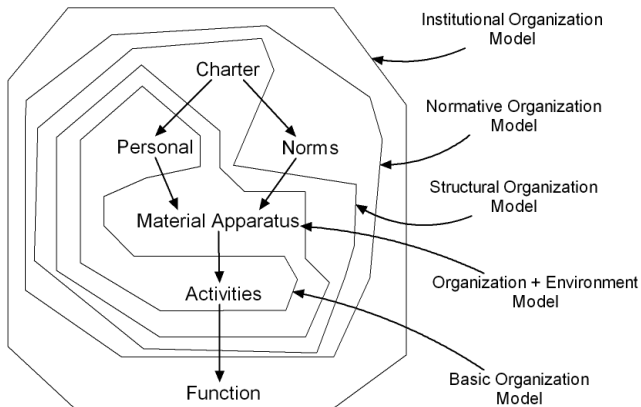 Institutional Organization
Model
Charter
Normative Organization
Model
Personal
Norms
Structural Organization
Model
Material Apparatus
Organization + Environment
Model
Activities
Basic Organization
Model
Function